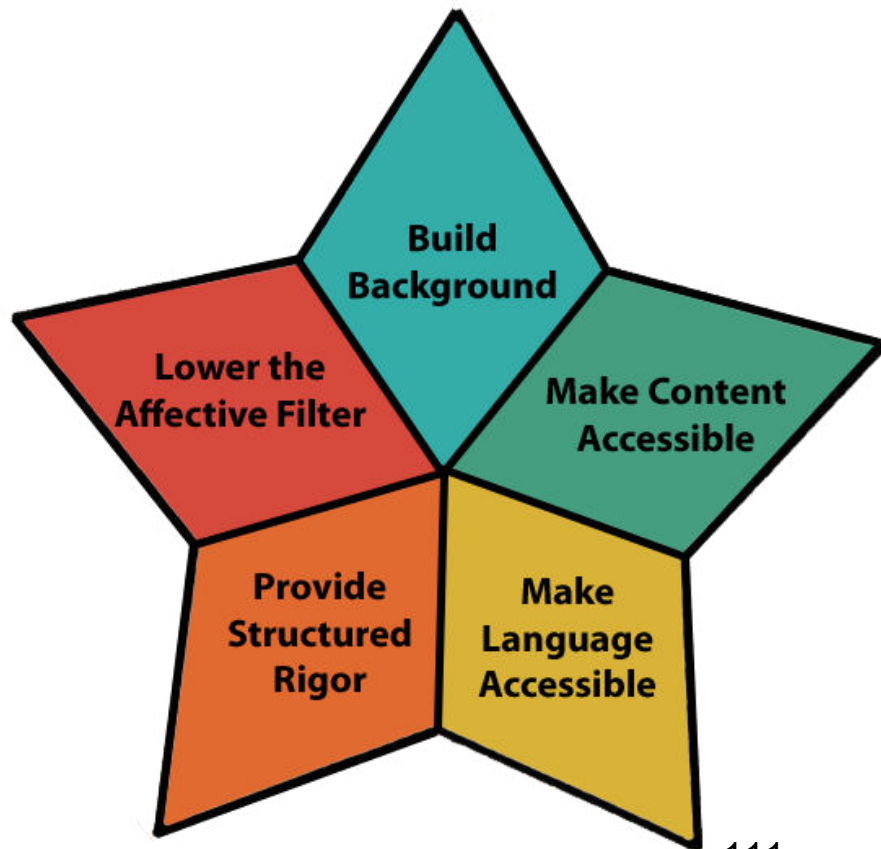 Build
Background
Lower the
Affective Filter
Make Content
Accessible
Provide
Structured
Rigor
Make
Language
Accessible